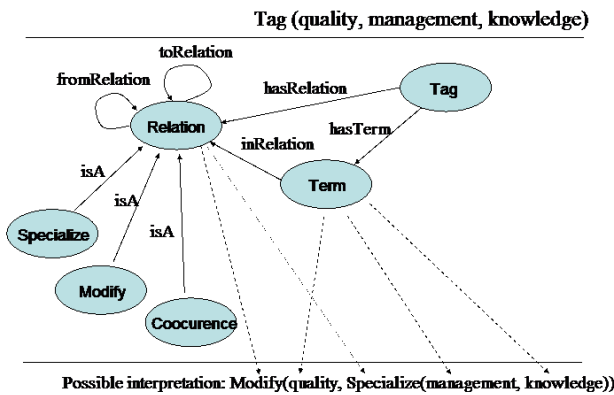 Tag (quality, management, knowledge)
toRelation
fromRelation
hasRelation
Tag
Relation
hasTerm
inRelation
isA
Term
isA
Specialize
isA
Modify
Coocurence
Possible interpretation: Modify(quality, Specialize(management, knowledge))